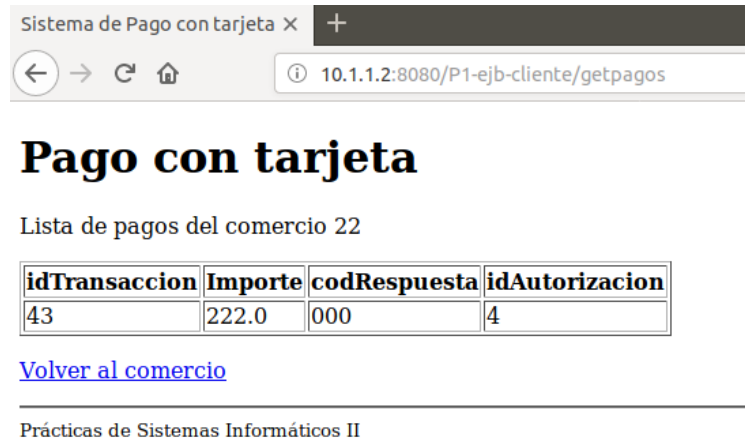 Sistema de Pago con tarjeta
10.1.1.2:8080/P1-ejb-cliente/getpagos
Pago con tarjeta
Lista de pagos del comercio 22
idTransaccion Importe codRespuesta idAutorizacion
43 222.0 000 4
Volver al comercio
Prácticas de Sistemas Informáticos II